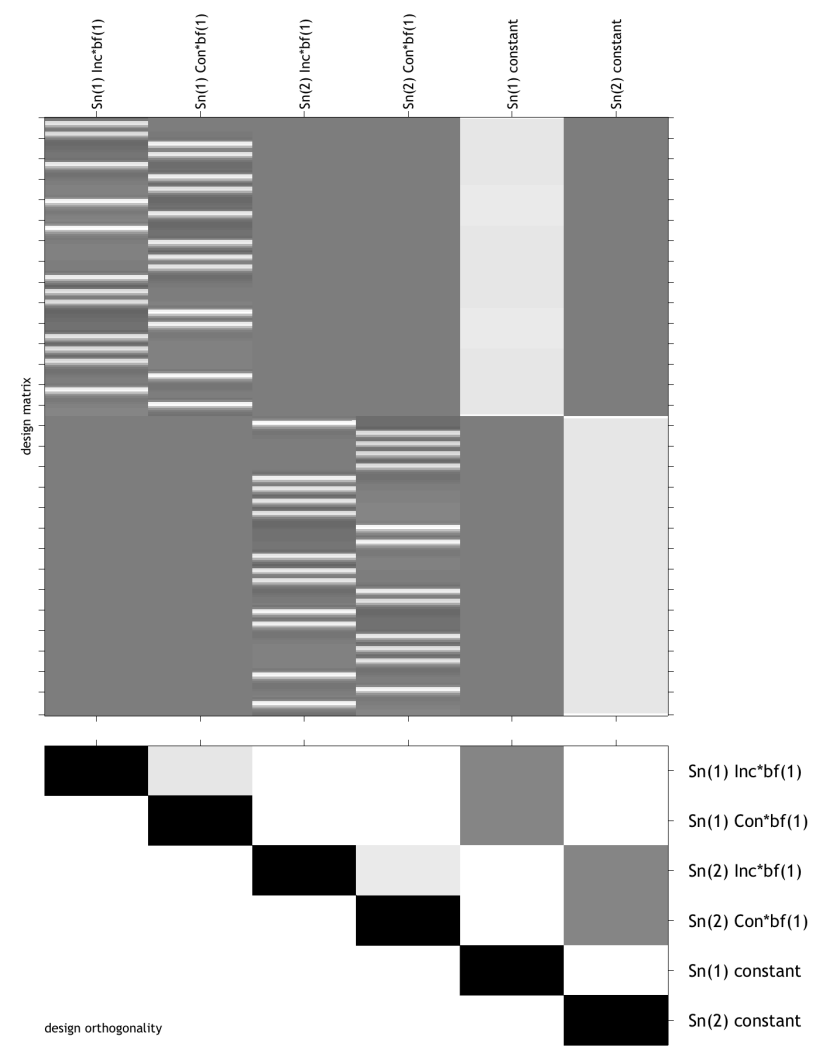 Sn(1) Inc*bf(1)
Sn(1) Con*bf(1)
Sn(2) Inc*bf(1)
Sn(2) Con*bf(1)
Sn(1) constant
Sn(2) constant
design matrix
Sn(1) Inc*bf(1)
Sn(1) Con*bf(1)
Sn(2) Inc*bf(1)
Sn(2) Con*bf(1)
Sn(1) constant
Sn(2) constant
design orthogonality